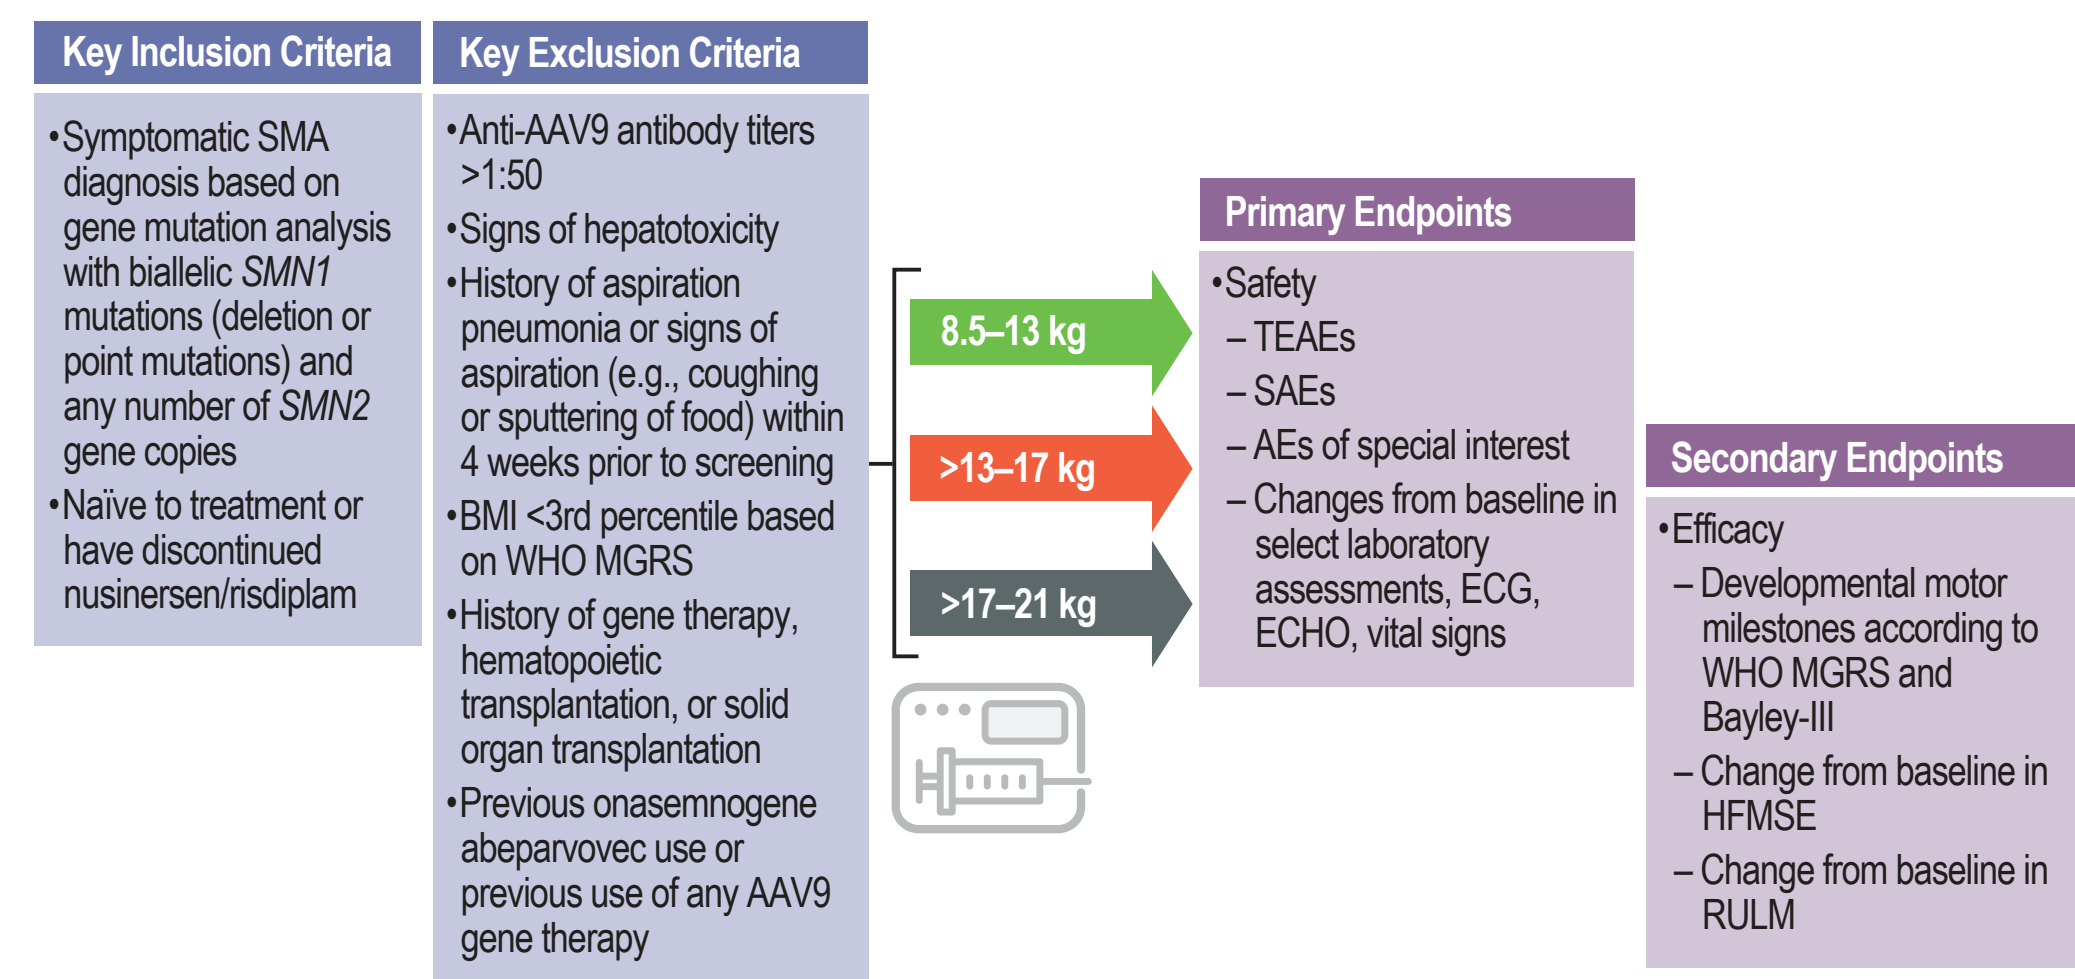 Key Inclusion Criteria
•Symptomatic SMA
diagnosis based on
gene mutation analysis
with biallelic SMN1
mutations (deletion or
point mutations) and
any number of SMN2
gene copies
•Naïve to treatment or
have discontinued
nusinersen/risdiplam
Key Exclusion Criteria
•Anti-AAV9 antibody titers
>1:50
•Signs of hepatotoxicity
•History of aspiration
pneumonia or signs of
aspiration (e.g., coughing
or sputtering of food) within
4 weeks prior to screening
•BMI <3rd percentile based
on WHO MGRS
•History of gene therapy,
hematopoietic
transplantation, or solid
organ transplantation
•Previous onasemnogene
abeparvovec use or
previous use of any AAV9
gene therapy
8.5–13 kg
>13–17 kg
>17–21 kg
Primary Endpoints
•Safety
– TEAEs
– SAEs
– AEs of special interest
– Changes from baseline in
select laboratory
assessments, ECG,
ECHO, vital signs
Secondary Endpoints
•Efficacy
– Developmental motor
milestones according to
WHO MGRS and
Bayley-III
– Change from baseline in
HFMSE
– Change from baseline in
RULM